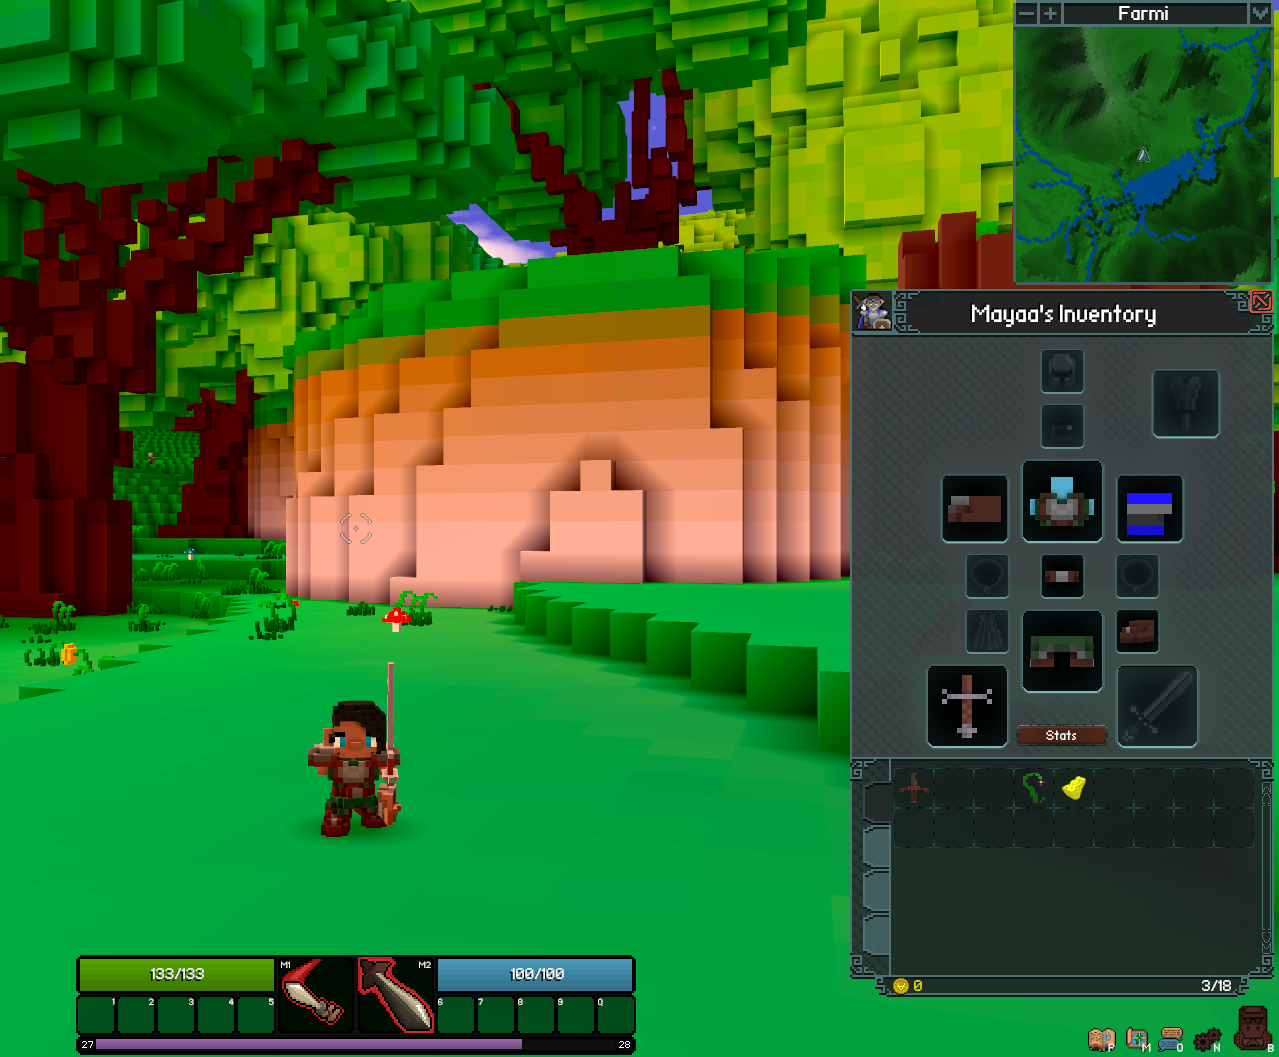 − + Farmi
Mayaa's Inventory
Stats
0 3/18
133/133 M1 M2 100/100
1 2 3 4 5 6 7 8 9 0
27 28
P M O N B